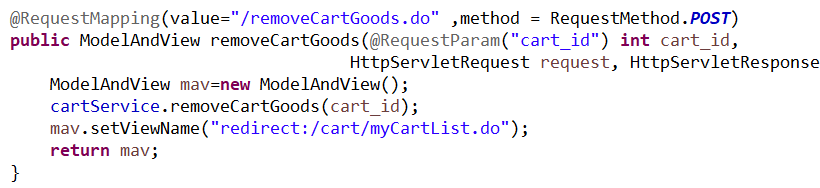 @RequestMapping(value="/removeCartGoods.do" ,method = RequestMethod.POST)
public ModelAndView removeCartGoods(@RequestParam("cart_id") int cart_id,
HttpServletRequest request, HttpServletResponse
ModelAndView mav=new ModelAndView();
cartService.removeCartGoods(cart_id);
mav.setViewName("redirect:/cart/myCartList.do");
return mav;
}